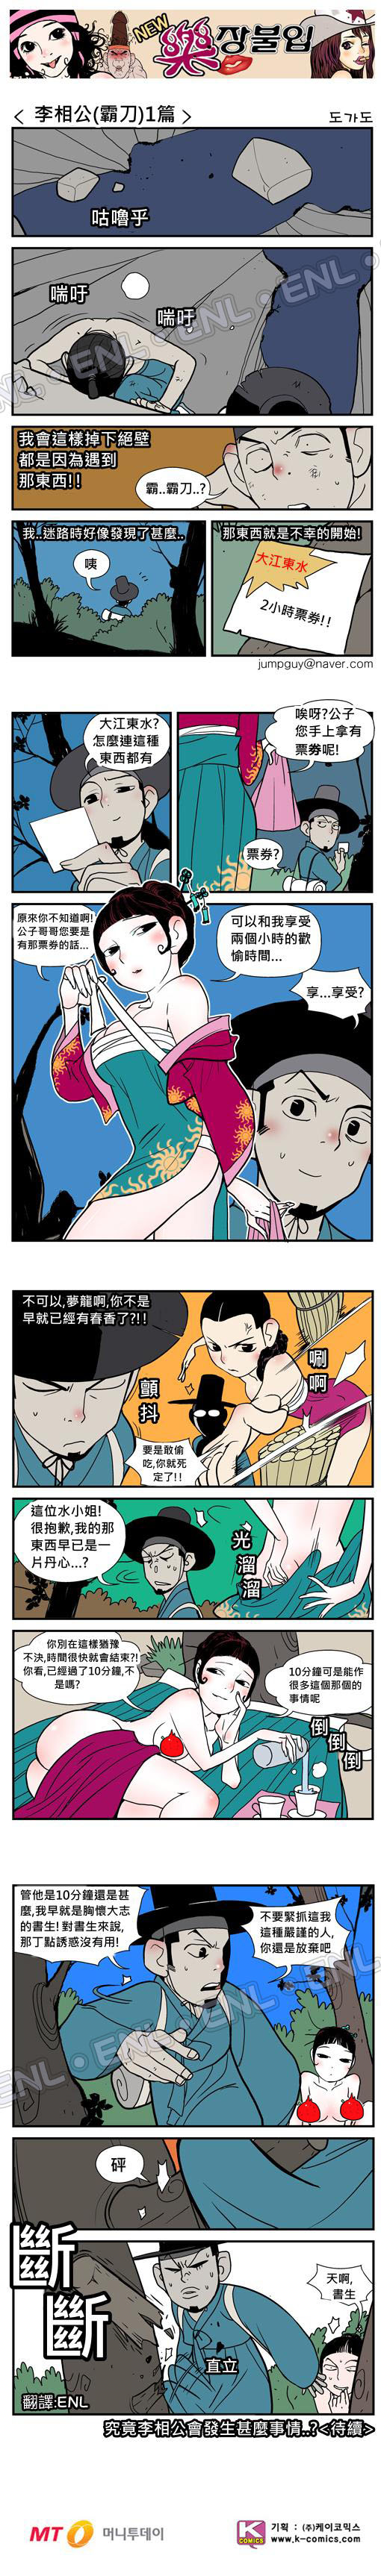 NEW 樂 장불입
< 李相公(霸刀)1篇 >
도가도
咕嚕乎
喘吁
喘吁
ENL·ENL·ENL·
我會這樣掉下絕壁
都是因為遇到
那東西!!
霸..霸刀..?
我..迷路時好像發現了甚麼..
咦
那東西就是不幸的開始!
大江東水
2小時票券!!
jumpguy@naver.com
大江東水?
怎麼連這種
東西都有
唉呀?公子
您手上拿有
票券呢!
票券?
原來你不知道啊!
公子哥哥您要是
有那票券的話...
可以和我享受
兩個小時的歡
愉時間...
享...享受?
不可以,夢龍啊,你不是
早就已經有春香了?!!
顫
抖
唰
啊
要是敢偷
吃,你就死
定了!!
這位水小姐!
很抱歉,我的那
東西早已是一
片丹心...?
光
溜
溜
你別在這樣猶豫
不決,時間很快就會結束?!
你看,已經過了10分鐘,不
是嗎?
10分鐘可是能作
很多這個那個的
事情呢
倒
倒
倒
管他是10分鐘還是甚
麼,我早就是胸懷大志
的書生! 對書生來說,
那丁點誘惑沒有用!
不要緊抓這我
這種嚴謹的人,
你還是放棄吧
ENL·ENL·ENL·ENL
砰
斷
斷
天啊,
書生
直立
翻譯:ENL
究竟李相公會發生甚麼事情..?<待續>
MT 머니투데이
K COMICS
기획 : (주)케이코믹스
www.k-comics.com